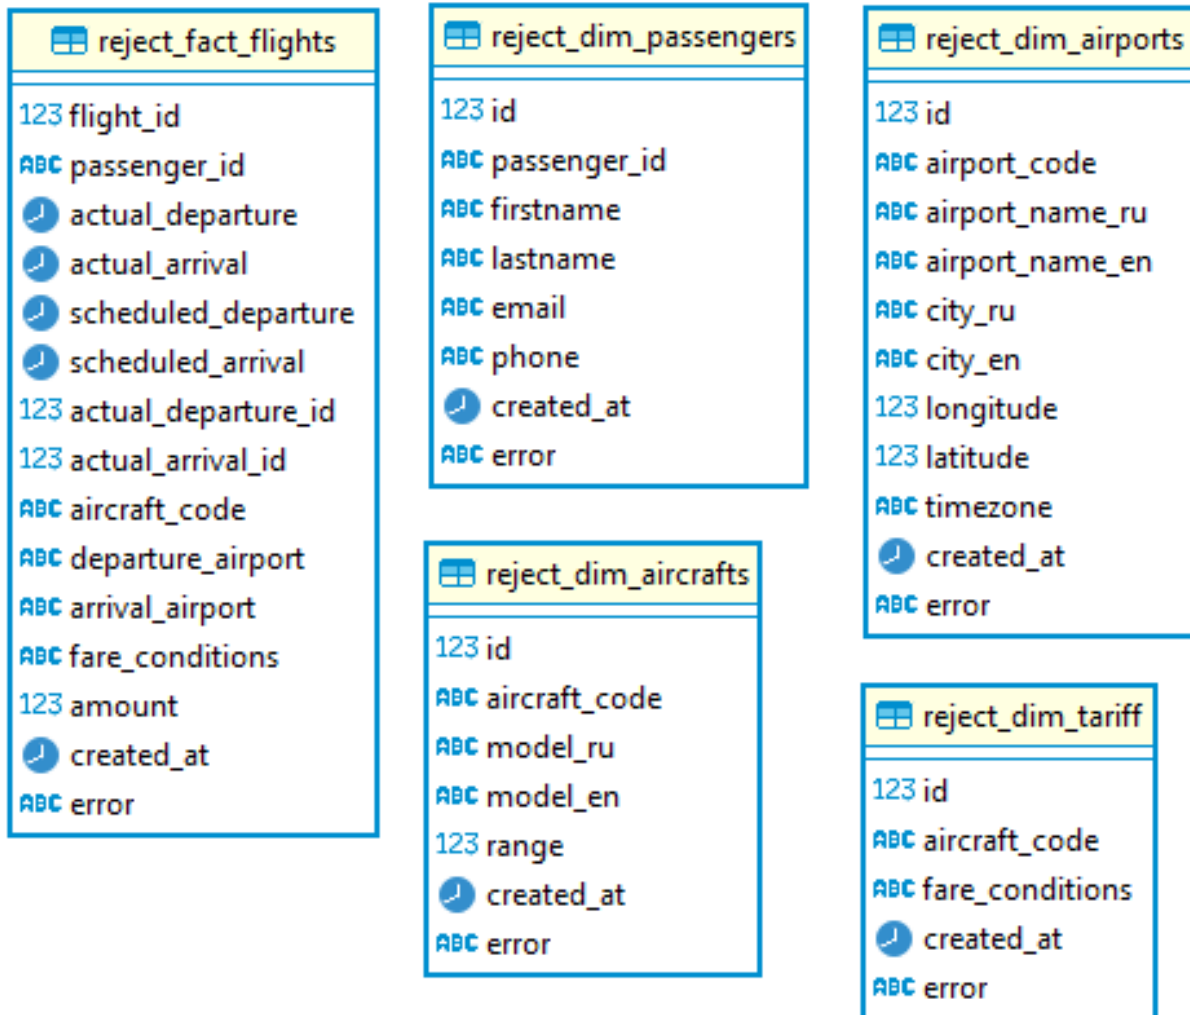 reject_fact_flights
123 flight_id
ABC passenger_id
actual_departure
actual_arrival
scheduled_departure
scheduled_arrival
123 actual_departure_id
123 actual_arrival_id
ABC aircraft_code
ABC departure_airport
ABC arrival_airport
ABC fare_conditions
123 amount
created_at
ABC error
reject_dim_passengers
123 id
ABC passenger_id
ABC firstname
ABC lastname
ABC email
ABC phone
created_at
ABC error
reject_dim_aircrafts
123 id
ABC aircraft_code
ABC model_ru
ABC model_en
123 range
created_at
ABC error
reject_dim_airports
123 id
ABC airport_code
ABC airport_name_ru
ABC airport_name_en
ABC city_ru
ABC city_en
123 longitude
123 latitude
ABC timezone
created_at
ABC error
reject_dim_tariff
123 id
ABC aircraft_code
ABC fare_conditions
created_at
ABC error